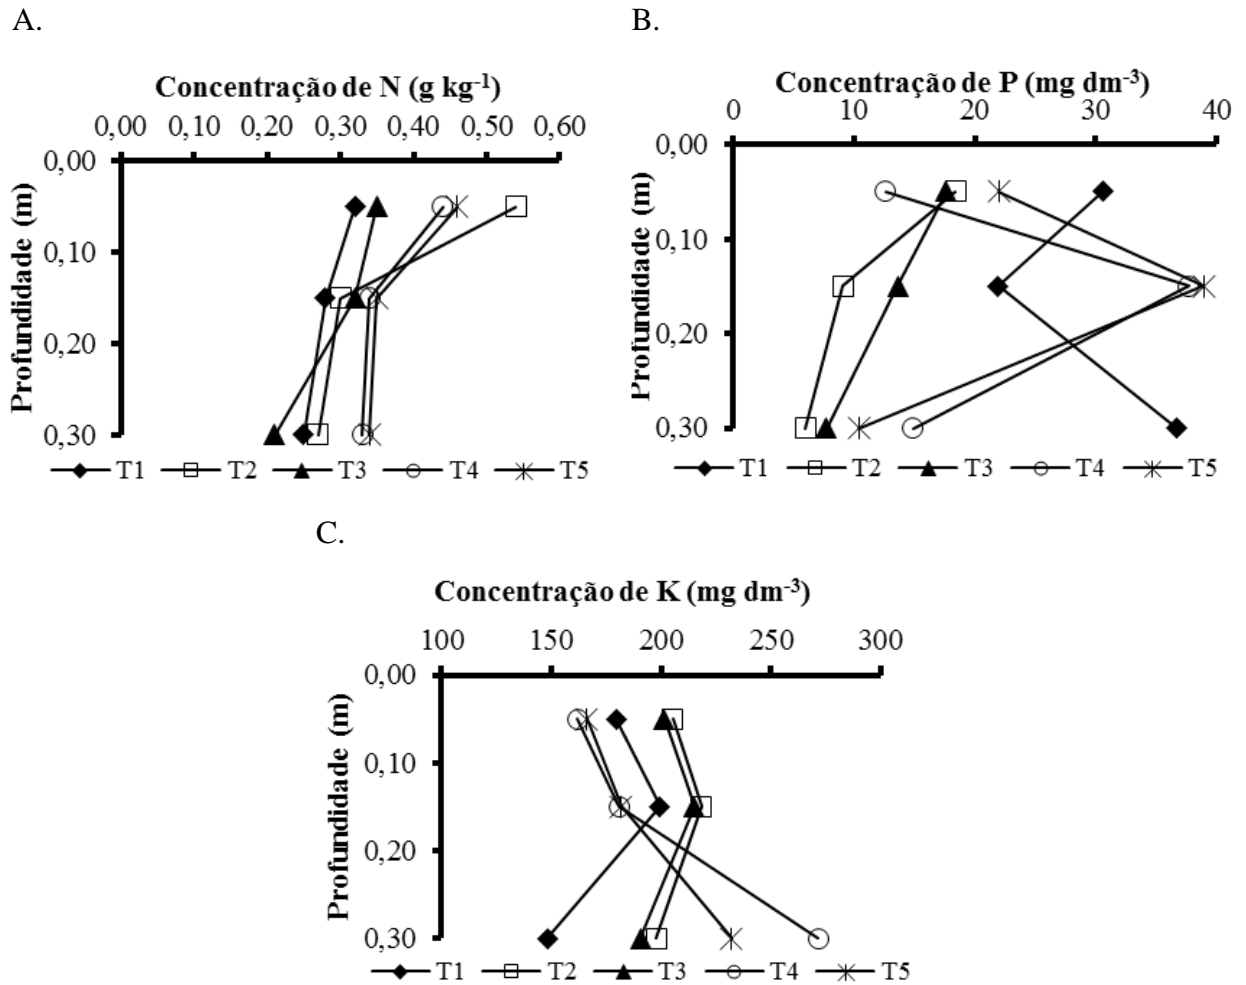 A.
Concentração de N (g kg-1)
0,00 0,10 0,20 0,30 0,40 0,50 0,60
0,00
0,10
0,20
0,30
Profundidade (m)
T1 T2 T3 T4 T5
B.
Concentração de P (mg dm-3)
0 10 20 30 40
0,00
0,10
0,20
0,30
Profundidade (m)
T1 T2 T3 T4 T5
C.
Concentração de K (mg dm-3)
100 150 200 250 300
0,00
0,10
0,20
0,30
Profundidade (m)
T1 T2 T3 T4 T5